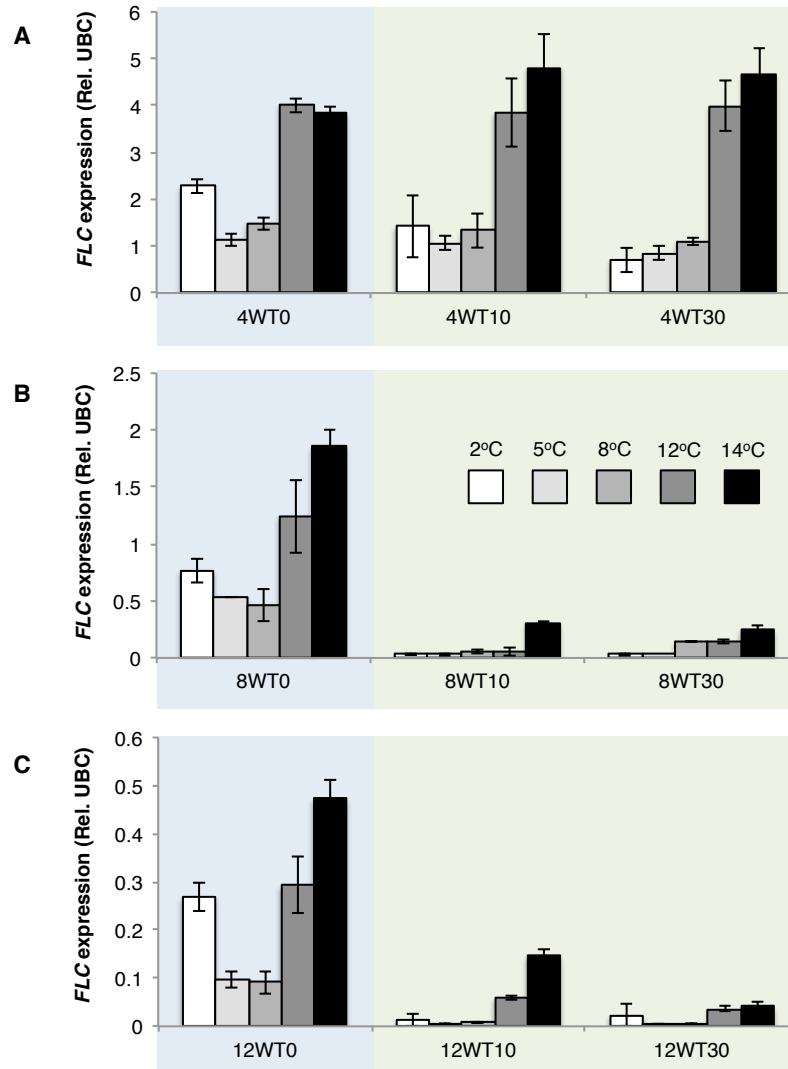 A
FLC expression (Rel. UBC)
6
5
4
3
2
1
0
4WT0 4WT10 4WT30
B
FLC expression (Rel. UBC)
2.5
2
1.5
1
0.5
0
2ºC 5ºC 8ºC 12ºC 14ºC
8WT0 8WT10 8WT30
C
FLC expression (Rel. UBC)
0.6
0.5
0.4
0.3
0.2
0.1
0
12WT0 12WT10 12WT30